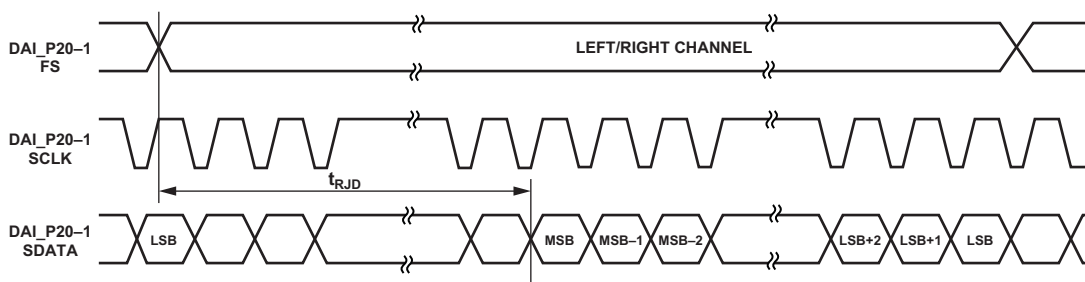 DAI_P20–1
FS
LEFT/RIGHT CHANNEL
DAI_P20–1
SCLK
tRJD
DAI_P20–1
SDATA
LSB
MSB
MSB–1
MSB–2
LSB+2
LSB+1
LSB